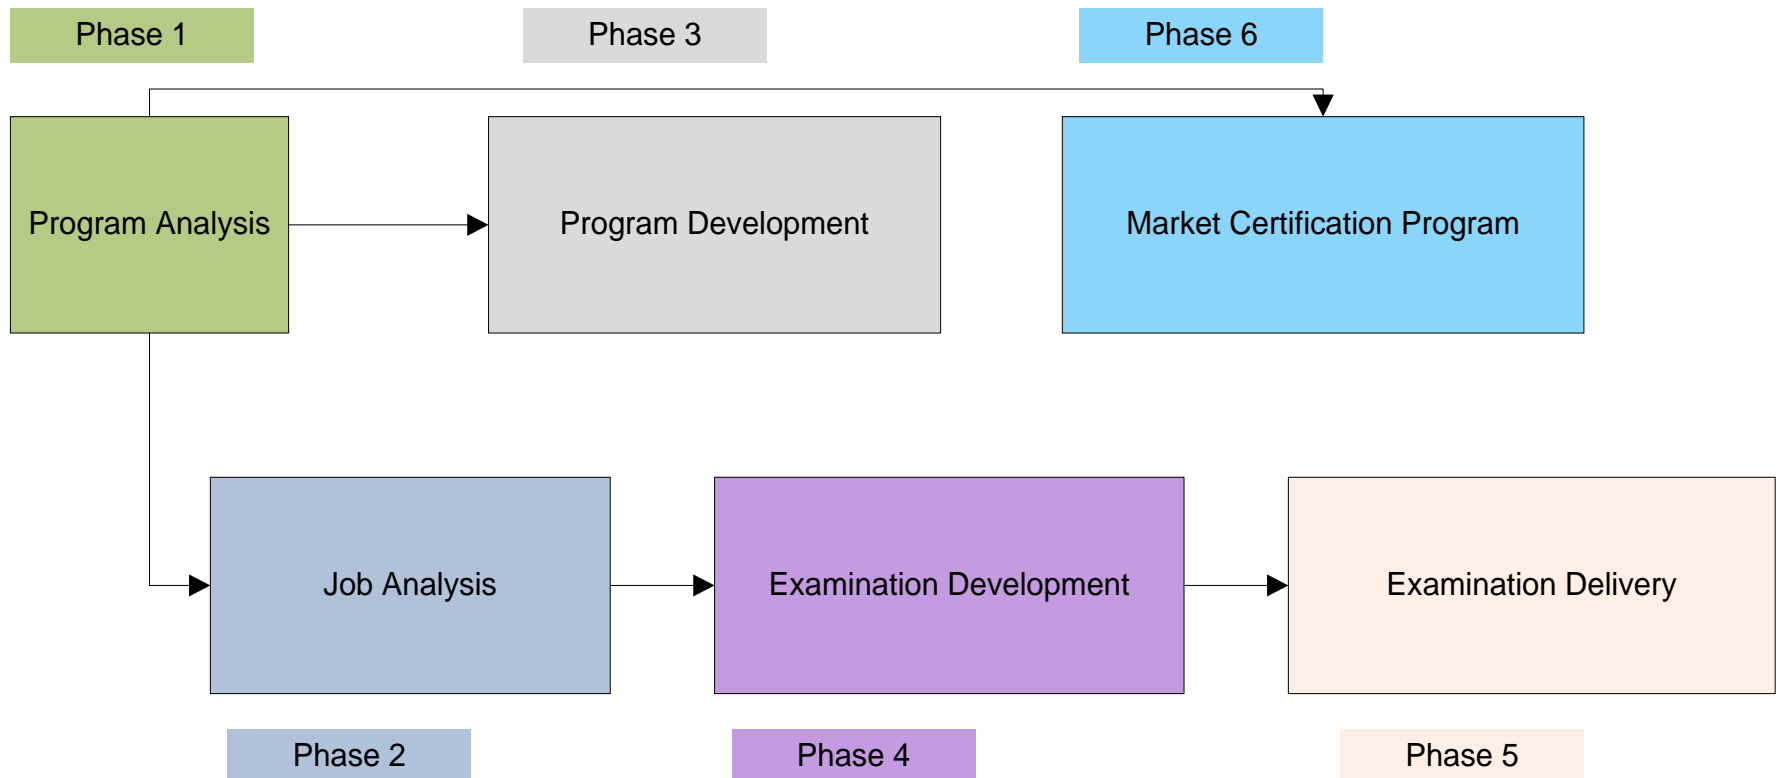 Phase 1
Phase 3
Phase 6
Program Analysis
Program Development
Market Certification Program
Job Analysis
Examination Development
Examination Delivery
Phase 2
Phase 4
Phase 5